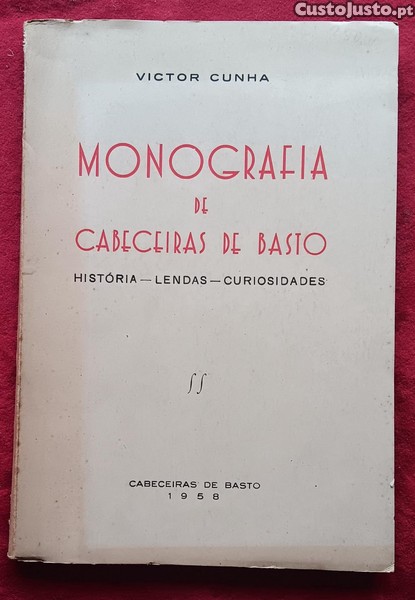 CustoJusto.pt
VICTOR CUNHA
MONOGRAFIA
DE
CABECEIRAS DE BASTO
HISTÓRIA — LENDAS — CURIOSIDADES
∫∫
CABECEIRAS DE BASTO
1958